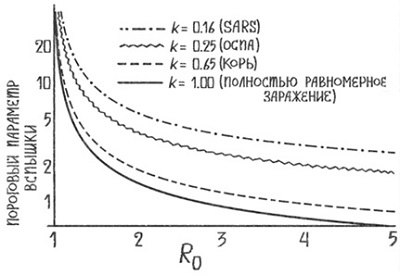 k = 0.16 (SARS)
k = 0.25 (ОСПА)
k = 0.65 (КОРЬ)
k = 1.00 (ПОЛНОСТЬЮ РАВНОМЕРНОЕ
ЗАРАЖЕНИЕ)
ПОРОГОВЫЙ ПАРАМЕТР
ВСПЫШКИ
20
10
5
2
1
1 2 3 4 5
R0